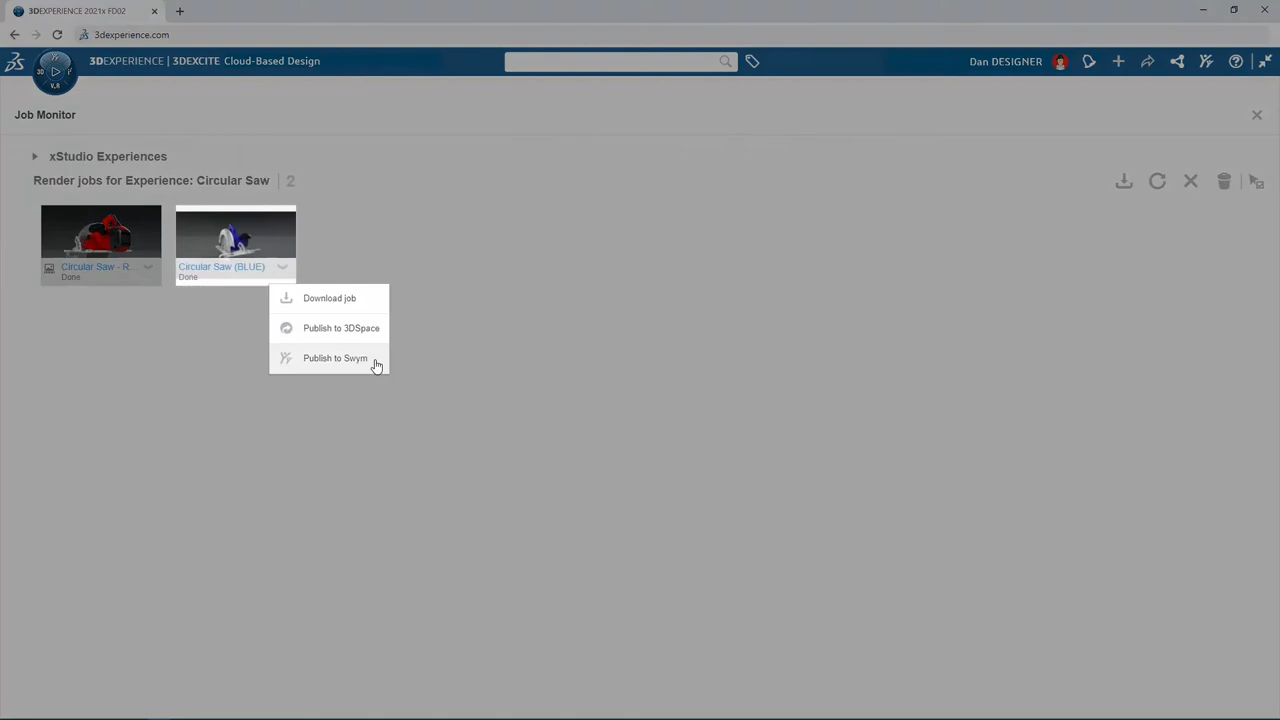 3DEXPERIENCE 2021x FD02
3dexperience.com
3DEXPERIENCE | 3DEXCITE Cloud-Based Design
Dan DESIGNER
3D
V.R
Job Monitor
xStudio Experiences
Render jobs for Experience: Circular Saw
2
Circular Saw - R...
Done
Circular Saw (BLUE)
Done
Download job
Publish to 3DSpace
Publish to Swym